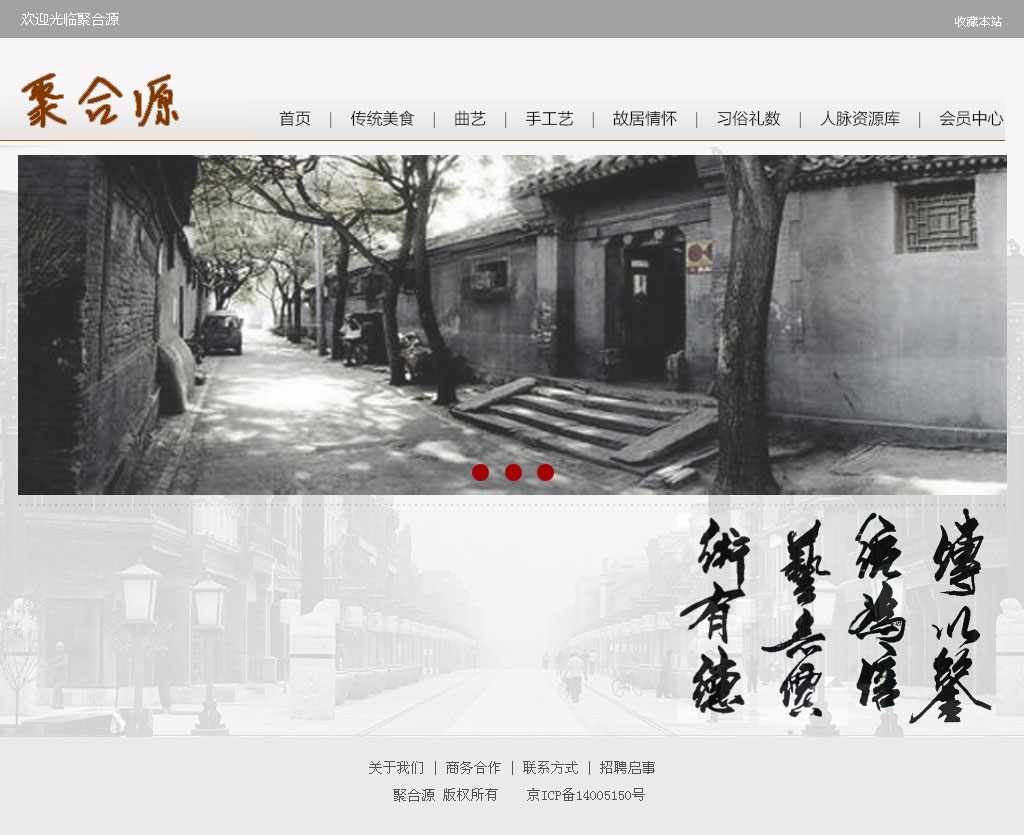 欢迎光临聚合源
收藏本站
聚合源
首页 | 传统美食 | 曲艺 | 手工艺 | 故居情怀 | 习俗礼数 | 人脉资源库 | 会员中心
傳以鑒
統為信
藝無價
術有德
关于我们 | 商务合作 | 联系方式 | 招聘启事
聚合源 版权所有 京ICP备14005150号